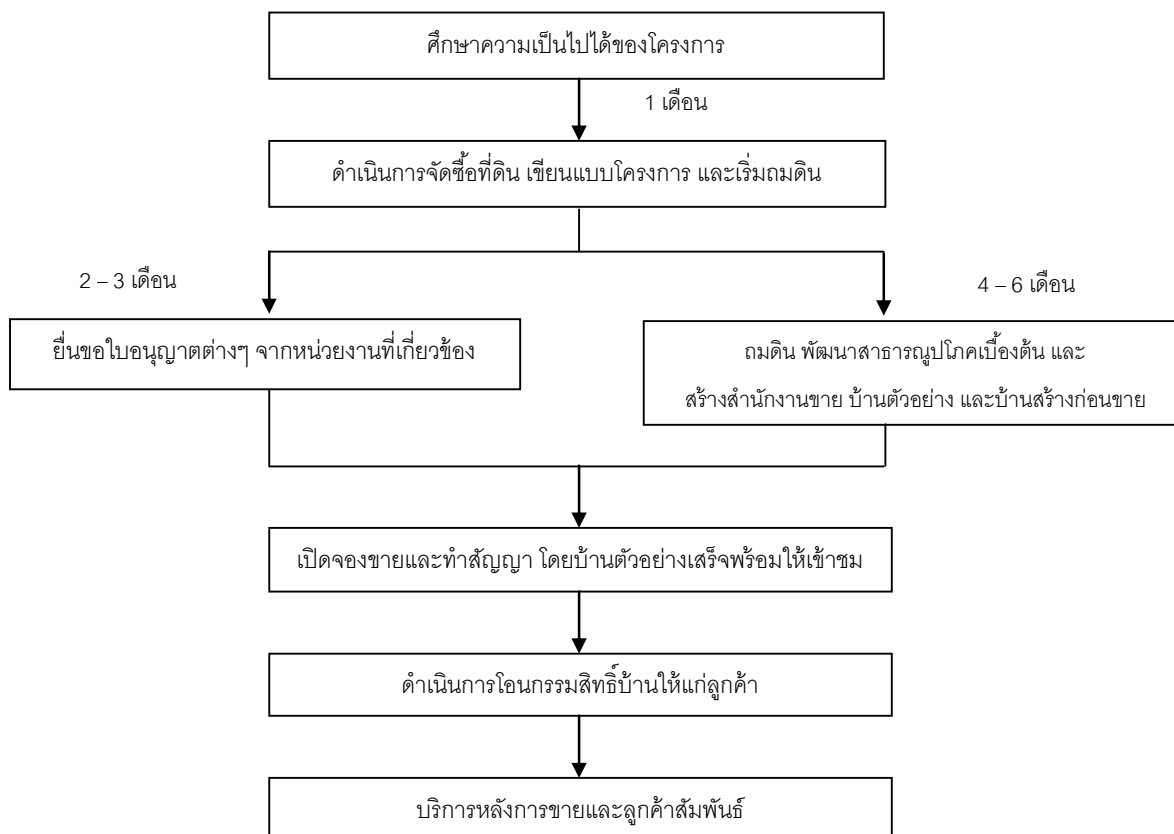 ศึกษาความเป็นไปได้ของโครงการ
1 เดือน
ดำเนินการจัดซื้อที่ดิน เขียนแบบโครงการ และเริ่มถมดิน
2 – 3 เดือน
4 – 6 เดือน
ยื่นขอใบอนุญาตต่างๆ จากหน่วยงานที่เกี่ยวข้อง
ถมดิน พัฒนาสาธารณูปโภคเบื้องต้น และ
สร้างสำนักงานขาย บ้านตัวอย่าง และบ้านสร้างก่อนขาย
เปิดจองขายและทำสัญญา โดยบ้านตัวอย่างเสร็จพร้อมให้เข้าชม
ดำเนินการโอนกรรมสิทธิ์บ้านให้แก่ลูกค้า
บริการหลังการขายและลูกค้าสัมพันธ์